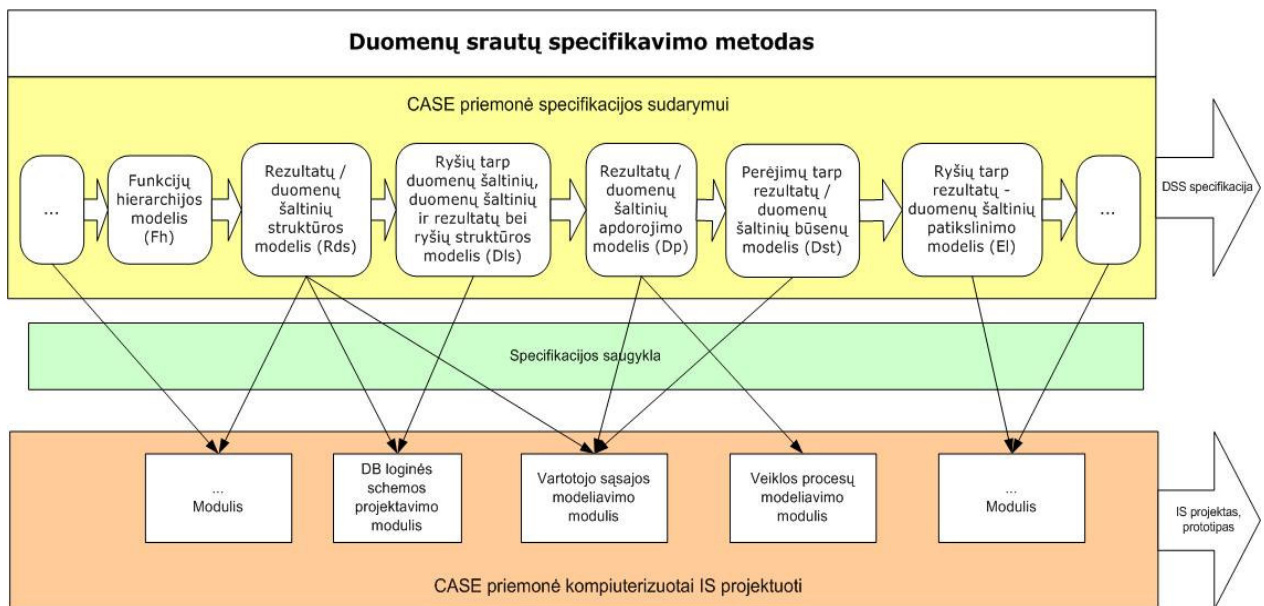 Duomenų srautų specifikavimo metodas
CASE priemonė specifikacijos sudarymui
...
Funkcijų
hierarchijos
modelis
(Fh)
Rezultatų /
duomenų
šaltinių
struktūros
modelis (Rds)
Ryšių tarp
duomenų šaltinių,
duomenų šaltinių
ir rezultatų bei
ryšių struktūros
modelis (Dls)
Rezultatų /
duomenų
šaltinių
apdorojimo
modelis (Dp)
Perėjimų tarp
rezultatų /
duomenų
šaltinių būsenų
modelis (Dst)
Ryšių tarp
rezultatų -
duomenų šaltinių
patikslinimo
modelis (El)
...
DSS specifikacija
Specifikacijos saugykla
...
Modulis
DB loginės
schemos
projektavimo
modulis
Vartotojo sąsajos
modeliavimo
modulis
Veiklos procesų
modeliavimo
modulis
...
Modulis
IS projektas,
prototipas
CASE priemonė kompiuterizuotai IS projektuoti